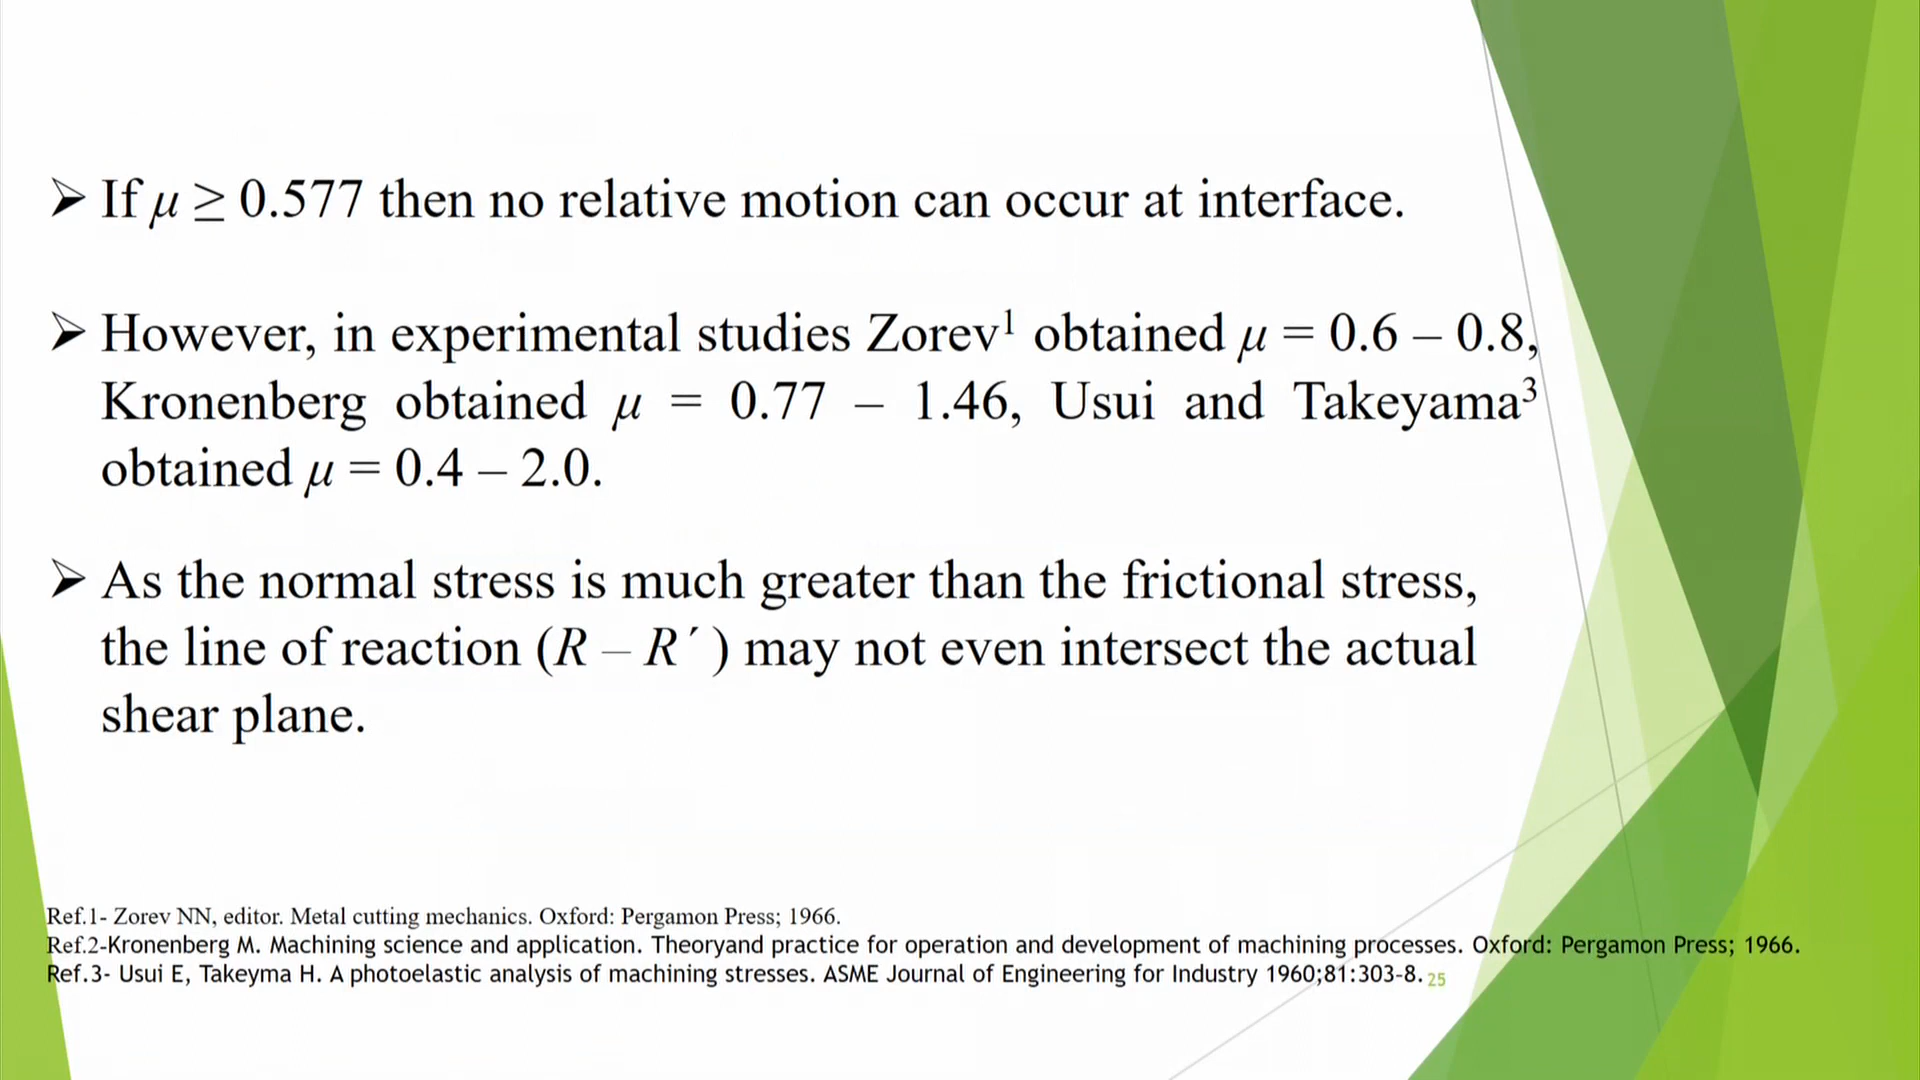 ➢ If μ ≥ 0.577 then no relative motion can occur at interface.
➢ However, in experimental studies Zorev¹ obtained μ = 0.6 – 0.8,
Kronenberg obtained μ = 0.77 – 1.46, Usui and Takeyama³
obtained μ = 0.4 – 2.0.
➢ As the normal stress is much greater than the frictional stress,
the line of reaction (R – R´ ) may not even intersect the actual
shear plane.
Ref.1- Zorev NN, editor. Metal cutting mechanics. Oxford: Pergamon Press; 1966.
Ref.2-Kronenberg M. Machining science and application. Theoryand practice for operation and development of machining processes. Oxford: Pergamon Press; 1966.
Ref.3- Usui E, Takeyma H. A photoelastic analysis of machining stresses. ASME Journal of Engineering for Industry 1960;81:303-8. 25